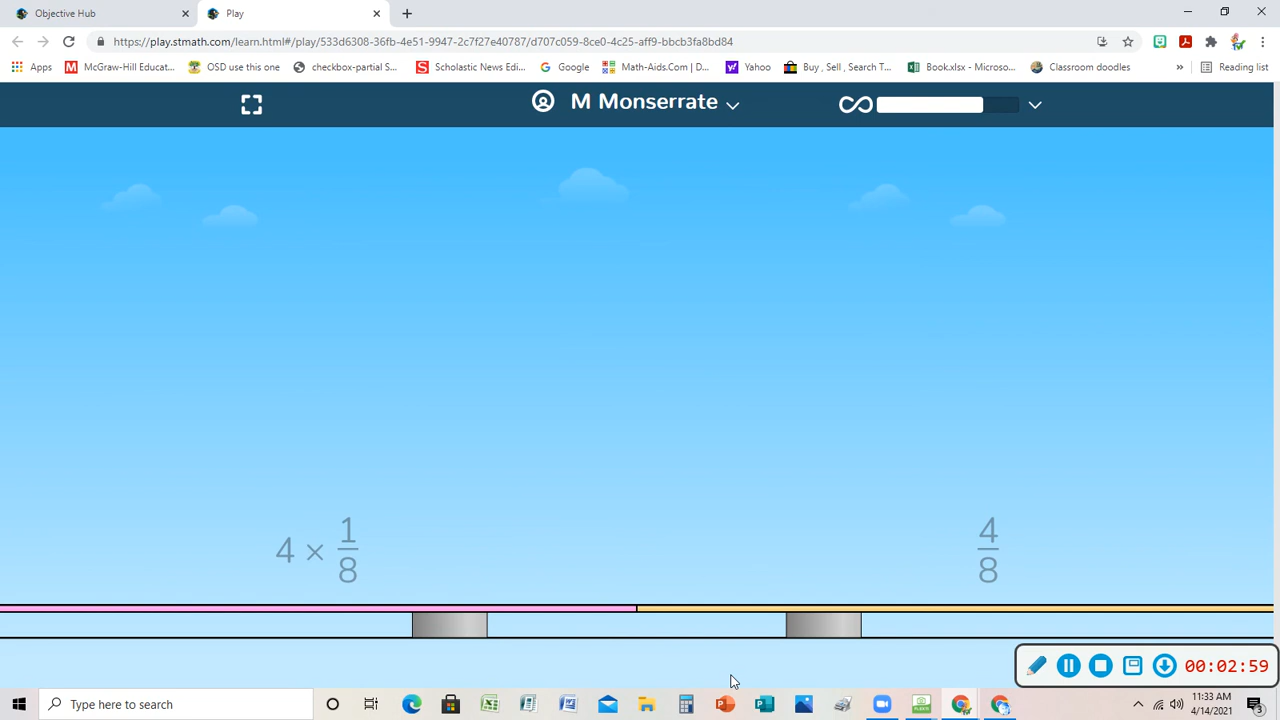 Objective Hub
Play
https://play.stmath.com/learn.html#/play/533d6308-36fb-4e51-9947-2c7f27e40787/d707c059-8ce0-4c25-aff9-bbcb3fa8bd84
Apps McGraw-Hill Educat... OSD use this one checkbox-partial S... Scholastic News Edi... Google Math-Aids.Com | D... Yahoo Buy , Sell , Search T... Book.xlsx - Microso... Classroom doodles » Reading list
M Monserrate
4 × 1/8
4/8
00:02:59
Type here to search
11:33 AM
4/14/2021
3